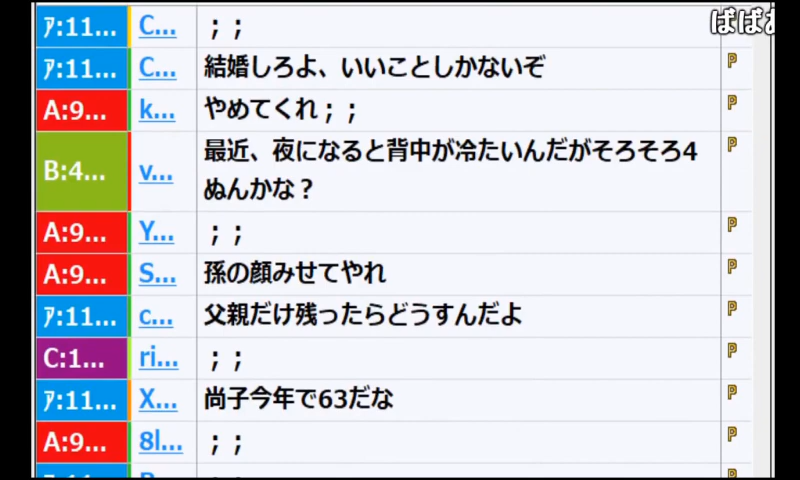 ばばあ
ｱ:11... C... ；；
ｱ:11... C... 結婚しろよ、いいことしかないぞ P
A:9... k... やめてくれ；； P
B:4... v... 最近、夜になると背中が冷たいんだがそろそろ4 P
ぬんかな？
A:9... Y... ；； P
A:9... S... 孫の顔みせてやれ P
ｱ:11... c... 父親だけ残ったらどうすんだよ P
C:1... ri... ；； P
ｱ:11... X... 尚子今年で63だな P
A:9... 8l... ；； P